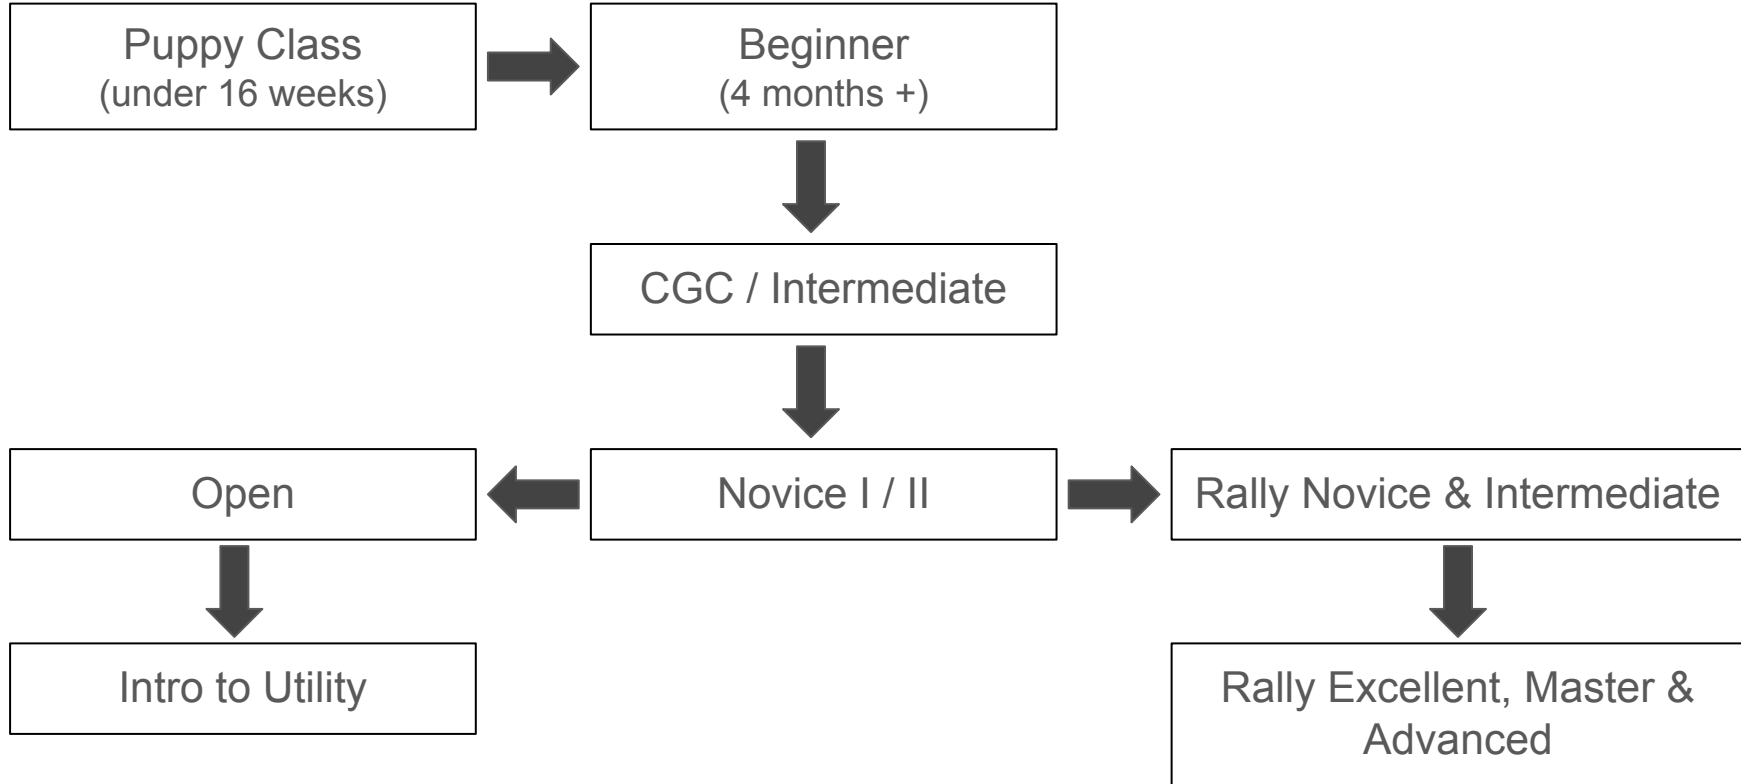 Puppy Class
(under 16 weeks)
Beginner
(4 months +)
CGC / Intermediate
Open
Novice I / II
Rally Novice & Intermediate
Intro to Utility
Rally Excellent, Master &
Advanced